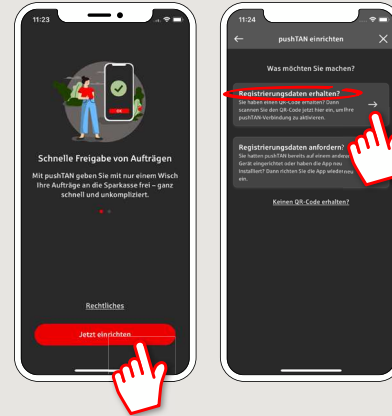 11:23
Schnelle Freigabe von Aufträgen
Mit pushTAN geben Sie mit nur einem Wisch
Ihre Aufträge an die Sparkasse frei – ganz
schnell und unkompliziert.
Rechtliches
Jetzt einrichten
11:24
pushTAN einrichten
Was möchten Sie machen?
Registrierungsdaten erhalten?
Sie haben einen QR-Code erhalten? Dann
scannen Sie den QR-Code jetzt hier ein, um Ihre
pushTAN-Verbindung zu aktivieren.
Registrierungsdaten anfordern?
Sie hatten pushTAN bereits auf einem
Gerät eingerichtet oder haben die App neu
installiert? Dann richten Sie die App wieder
ein.
Keinen QR-Code erhalten?